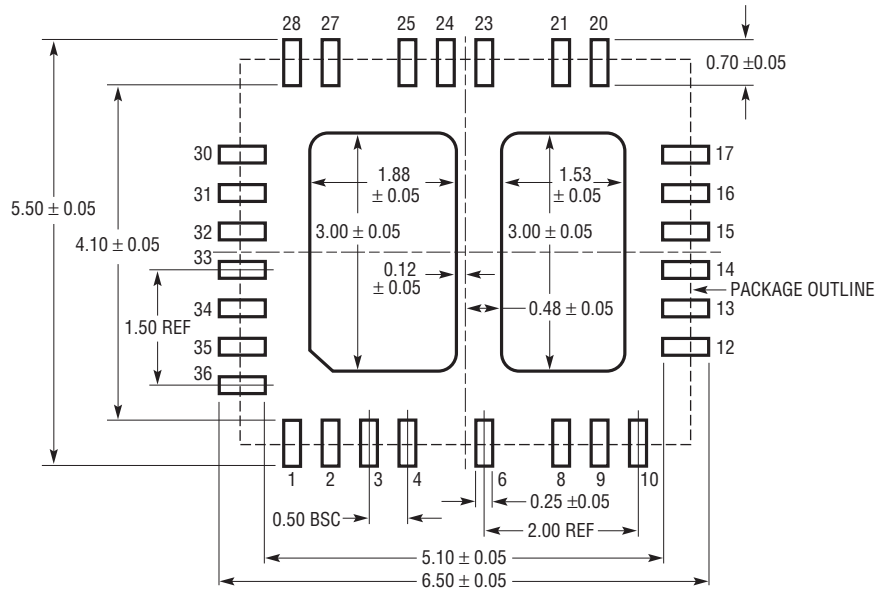 28 27 25 24 23 21 20
0.70 ±0.05
30
31
32
33
34
35
36
17
16
15
14
13
12
1.88
± 0.05
1.53
± 0.05
5.50 ± 0.05
4.10 ± 0.05
3.00 ± 0.05
3.00 ± 0.05
0.12
± 0.05
PACKAGE OUTLINE
0.48 ± 0.05
1.50 REF
1 2 3 4 6 8 9 10
0.25 ±0.05
0.50 BSC
2.00 REF
5.10 ± 0.05
6.50 ± 0.05